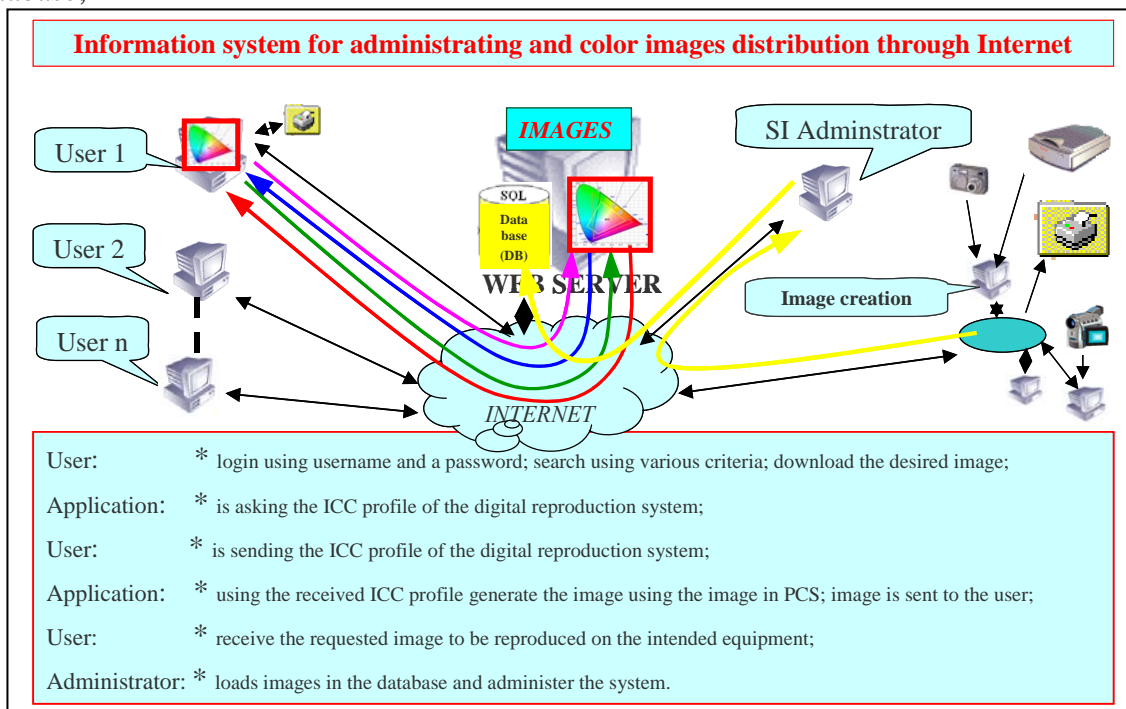 Information system for administrating and color images distribution through Internet
IMAGES
SI Adminstrator
User 1
SQL
Data
base
(DB)
User 2
WEB SERVER
Image creation
User n
INTERNET
User: * login using username and a password; search using various criteria; download the desired image;
Application: * is asking the ICC profile of the digital reproduction system;
User: * is sending the ICC profile of the digital reproduction system;
Application: * using the received ICC profile generate the image using the image in PCS; image is sent to the user;
User: * receive the requested image to be reproduced on the intended equipment;
Administrator: * loads images in the database and administer the system.